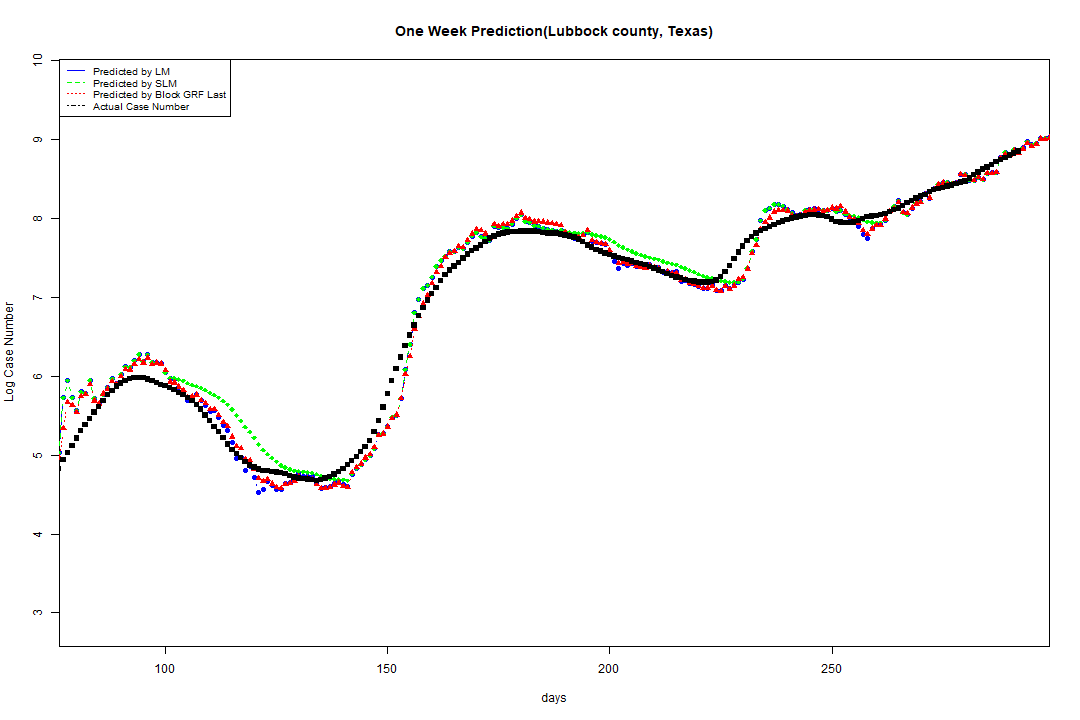 One Week Prediction(Lubbock county, Texas)
Predicted by LM
Predicted by SLM
Predicted by Block GRF Last
Actual Case Number
10
9
8
7
6
5
4
3
Log Case Number
100
150
200
250
days